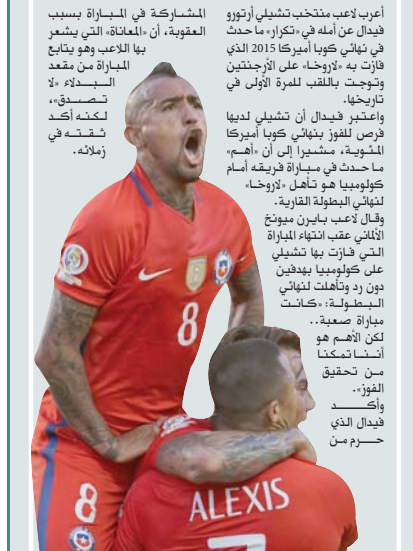 أعرب لاعب منتخب تشيلي أرتورو
فيدال عن أمله في «تكرار» ما حدث
في نهائي كوبا أميركا 2015 الذي
فازت به «لاروخا» على الأرجنتين
وتوجت باللقب للمرة الأولى في
تاريخها.
واعتبر فيدال أن تشيلي لديها
فرص للفوز بنهائي كوبا أميركا
المئوية، مشيرا إلى أن «أهم»
ما حدث في مباراة فريقه أمام
كولومبيا هو تأهل «لاروخا»
لنهائي البطولة القارية.
وقال لاعب بايرن ميونخ
الألماني عقب انتهاء المباراة
التي فازت بها تشيلي
على كولومبيا بهدفين
دون رد وتأهلت لنهائي
البطولة: «كانت
مباراة صعبة..
لكن الأهم هو
أننا تمكنا
من تحقيق
الفوز».
وأكد
فيدال الذي
حرم من
المشاركة في المباراة بسبب
العقوبة، أن «المعاناة» التي يشعر
بها اللاعب وهو يتابع
المباراة من مقعد
البدلاء «لا
تصدق»،
لكنه أكد
ثقته في
زملائه.
8
8
ALEXIS
7